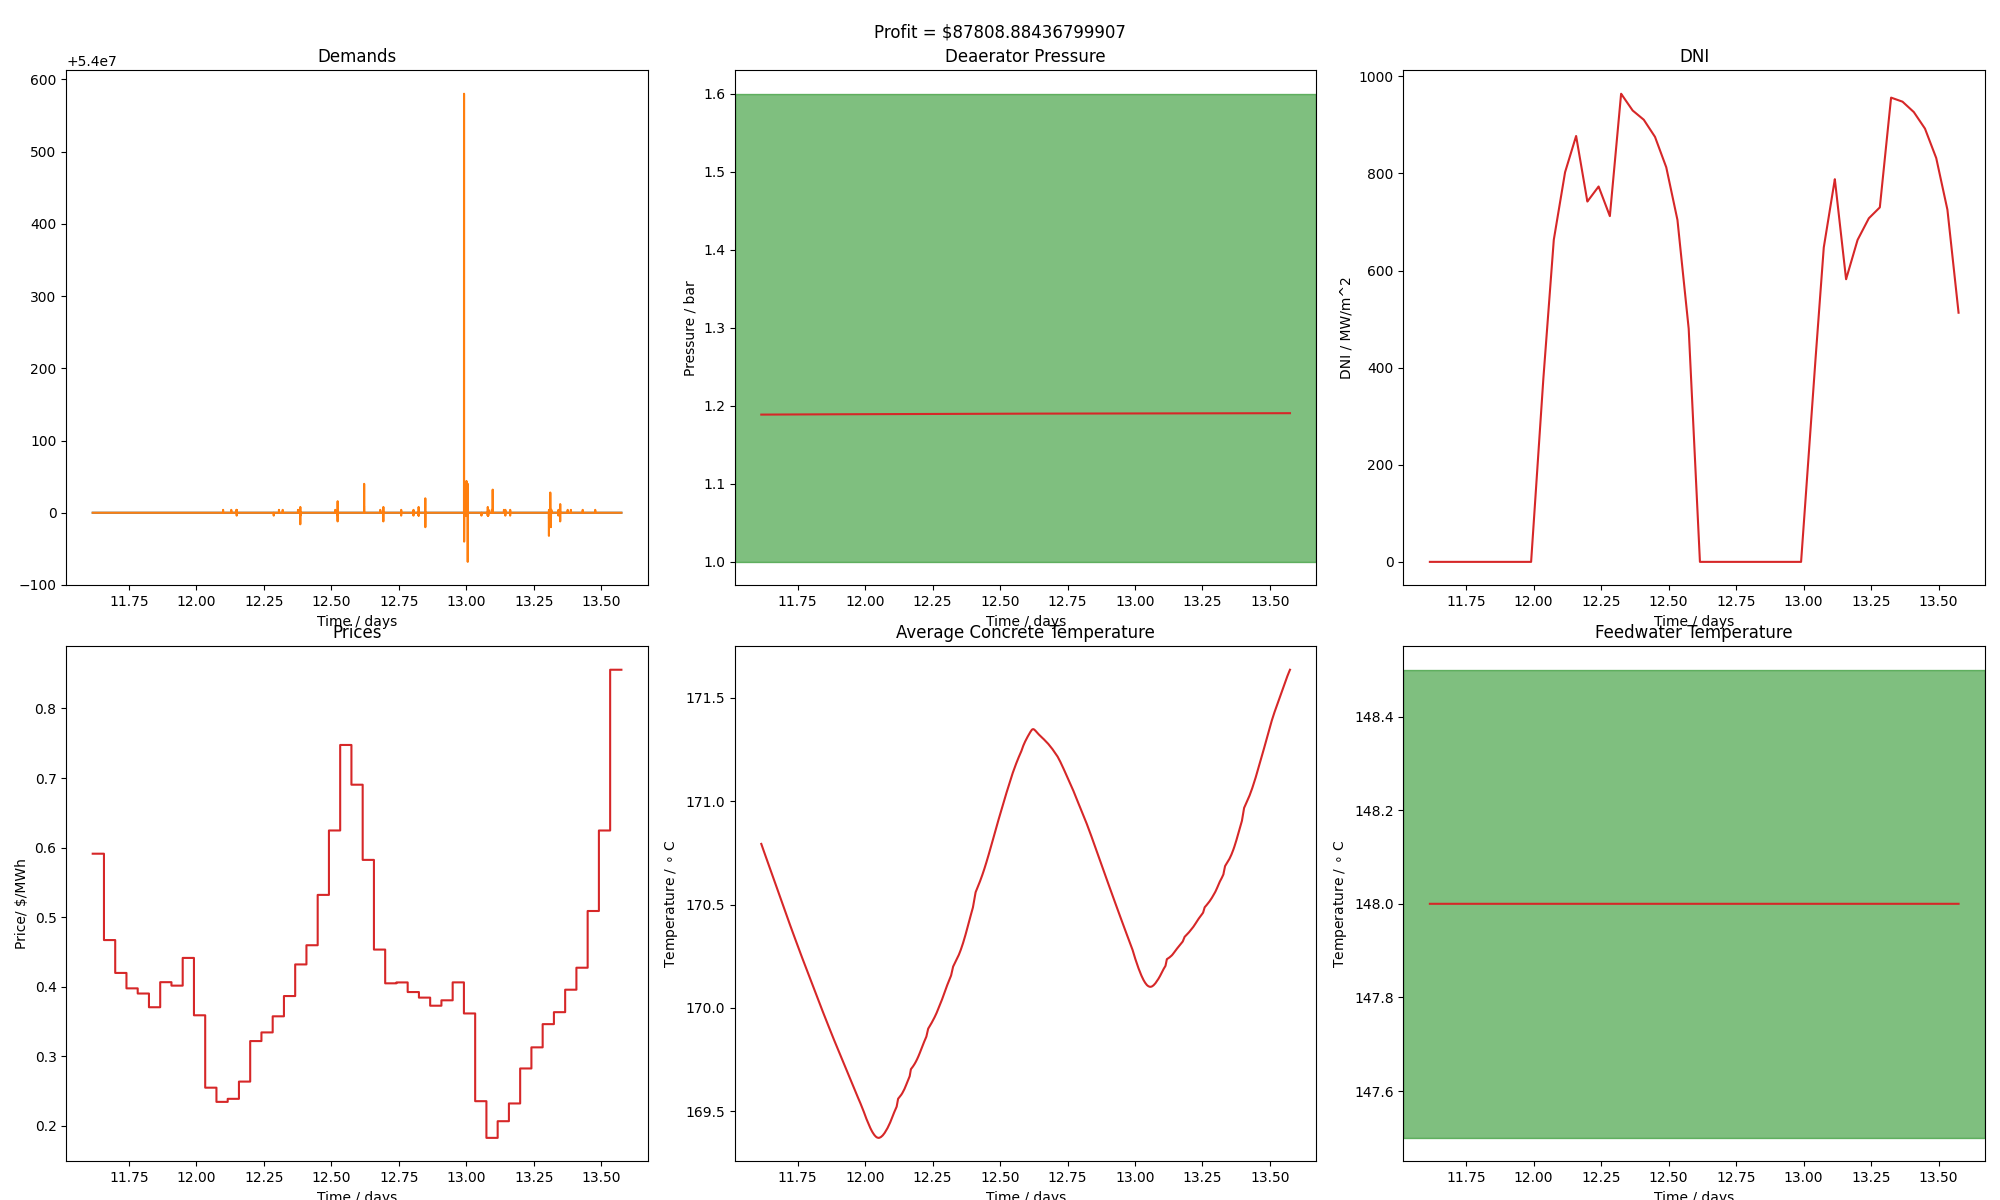 Profit = $87808.88436799907
Demands
+5.4e7
600
500
400
300
200
100
0
−100
11.75 12.00 12.25 12.50 12.75 13.00 13.25 13.50
Time / days
Deaerator Pressure
Pressure / bar
1.6
1.5
1.4
1.3
1.2
1.1
1.0
11.75 12.00 12.25 12.50 12.75 13.00 13.25 13.50
Time / days
DNI
DNI / MW/m^2
1000
800
600
400
200
0
11.75 12.00 12.25 12.50 12.75 13.00 13.25 13.50
Time / days
Prices
Price/ $/MWh
0.8
0.7
0.6
0.5
0.4
0.3
0.2
11.75 12.00 12.25 12.50 12.75 13.00 13.25 13.50
Time / days
Average Concrete Temperature
Temperature / ∘ C
171.5
171.0
170.5
170.0
169.5
11.75 12.00 12.25 12.50 12.75 13.00 13.25 13.50
Time / days
Feedwater Temperature
Temperature / ∘ C
148.4
148.2
148.0
147.8
147.6
11.75 12.00 12.25 12.50 12.75 13.00 13.25 13.50
Time / days